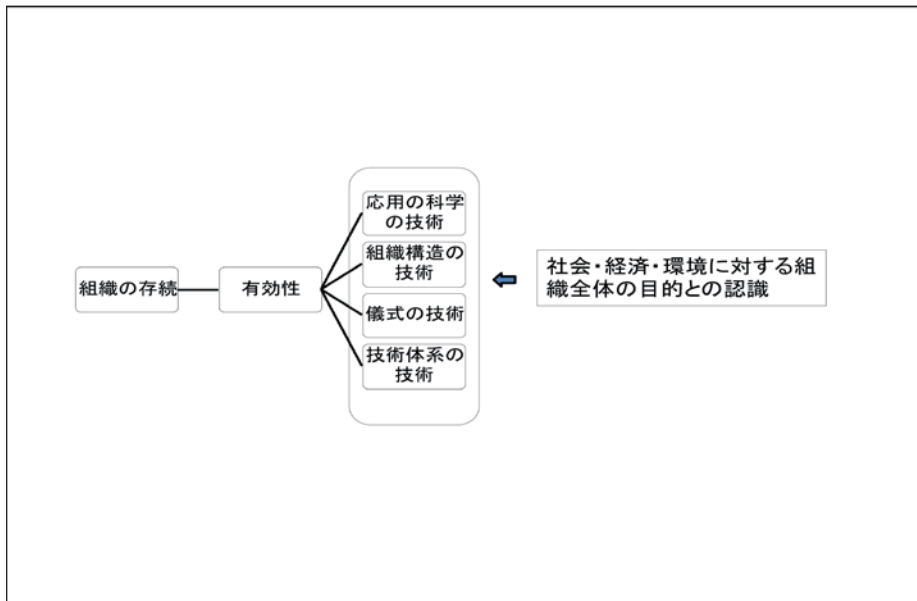 組織の存続
有効性
応用の科学
の技術
組織構造の
技術
儀式の技術
技術体系の
技術
社会・経済・環境に対する組
織全体の目的との認識